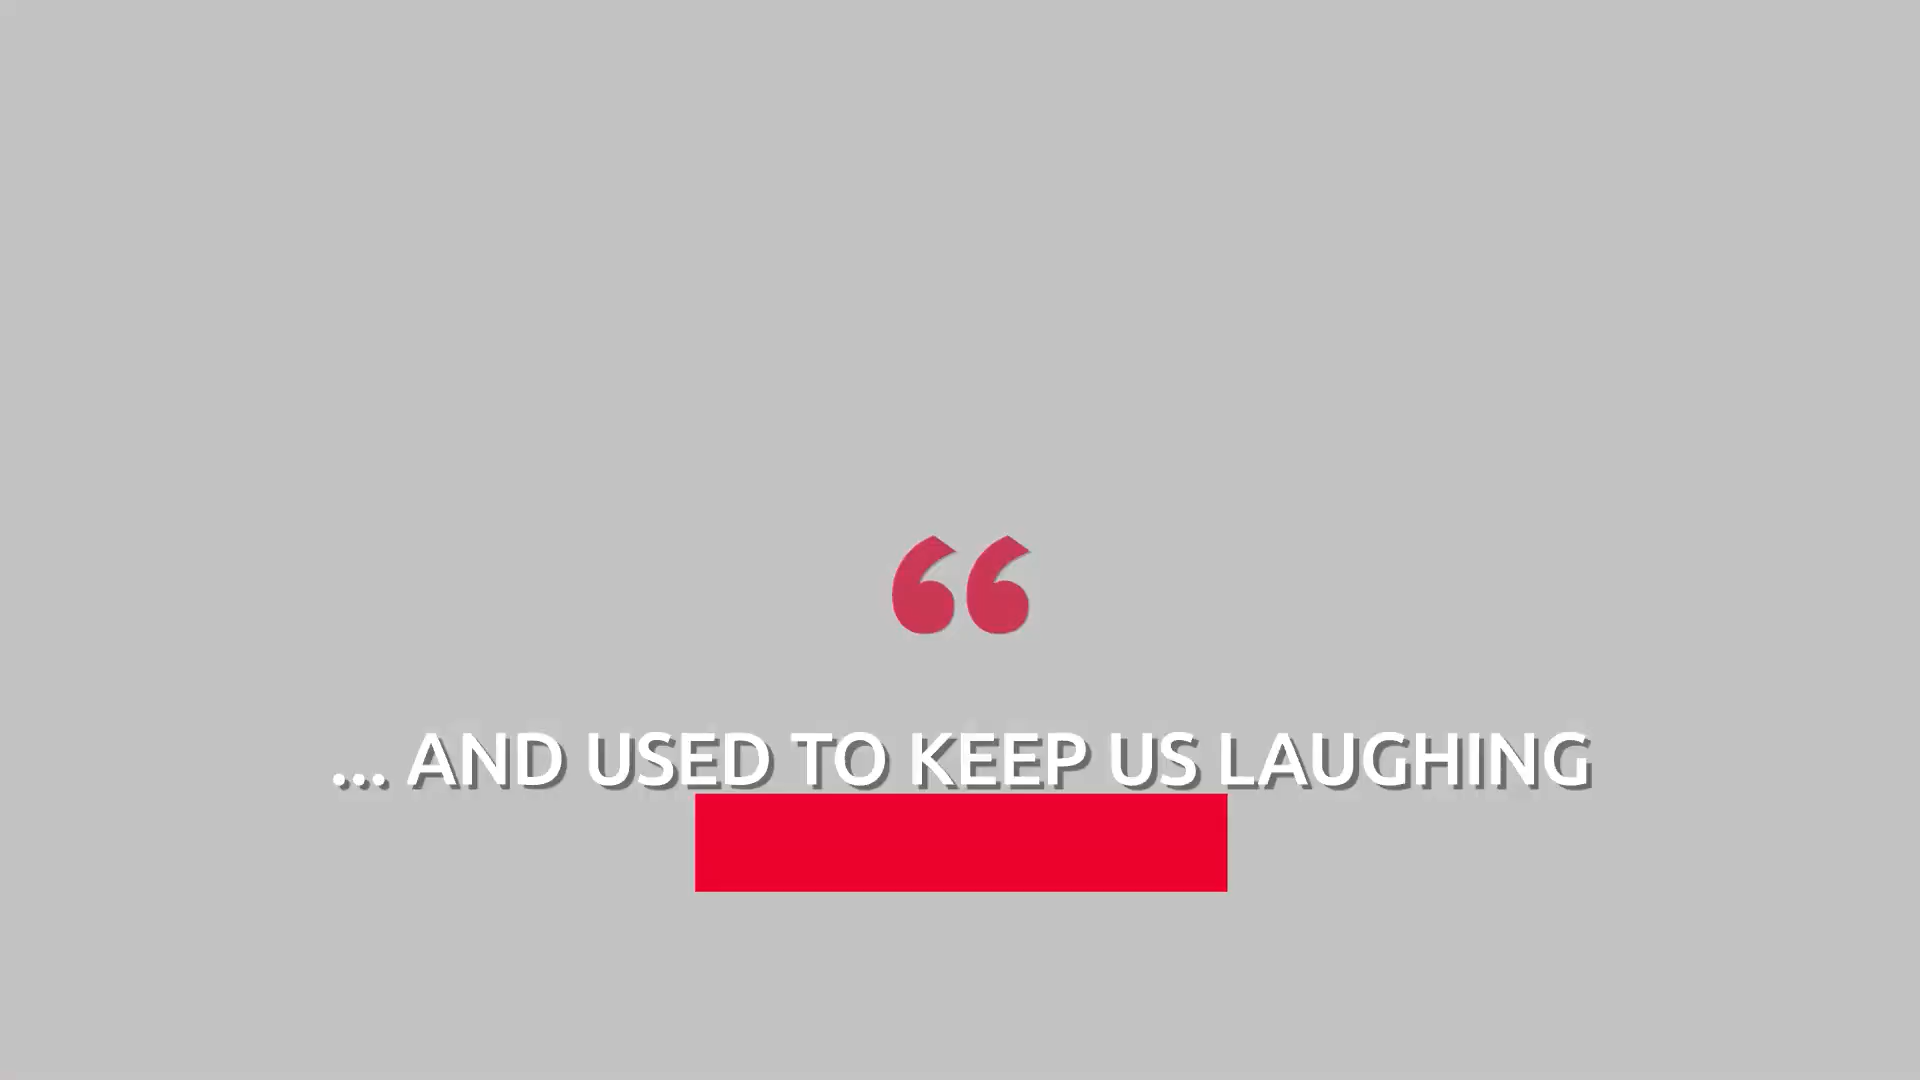 “
... AND USED TO KEEP US LAUGHING